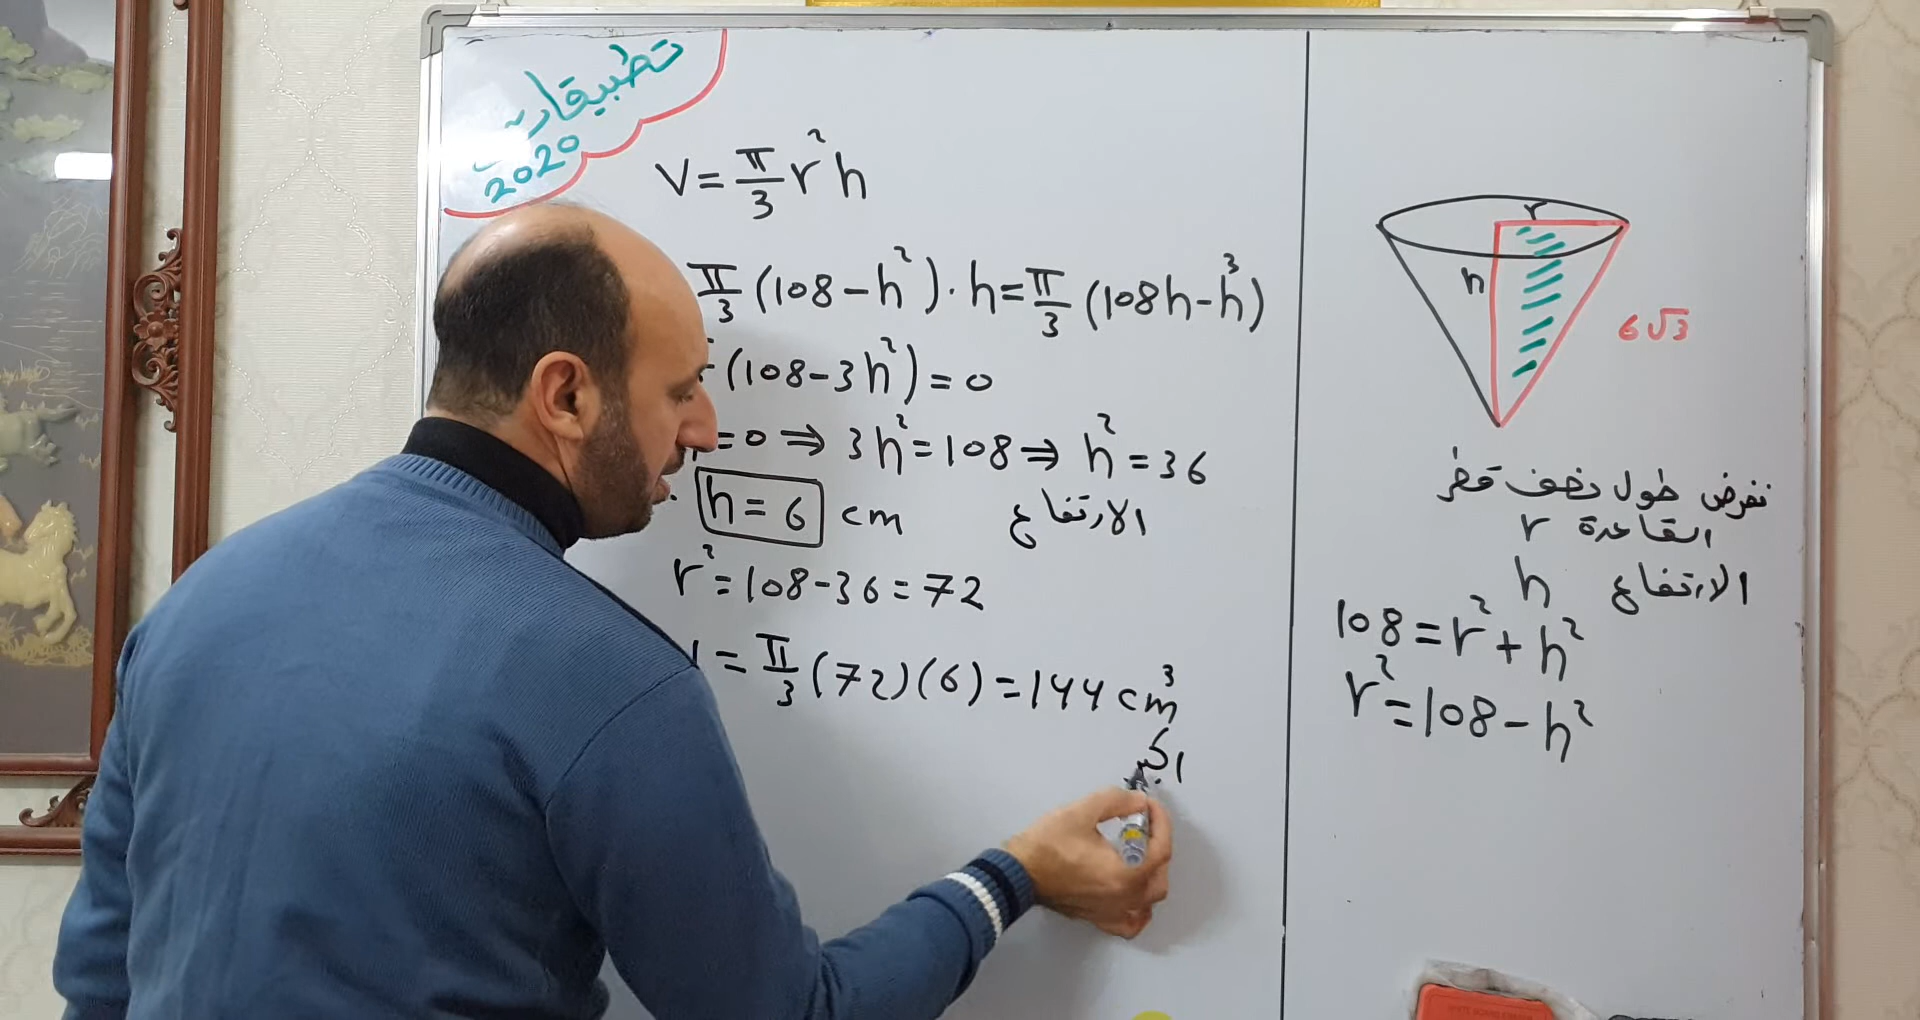 تطبيقات
2020
V = π/3 r² h
π/3 (108 - h²) · h = π/3 (108h - h³)
(108 - 3h²) = 0
= 0 ⇒ 3h² = 108 ⇒ h² = 36
h = 6 cm الارتفاع
r² = 108 - 36 = 72
= π/3 (72)(6) = 144 cm³
اكبر
r
h
6√3
نفرض طول نصف قطر
القاعدة r
الارتفاع h
108 = r² + h²
r² = 108 - h²